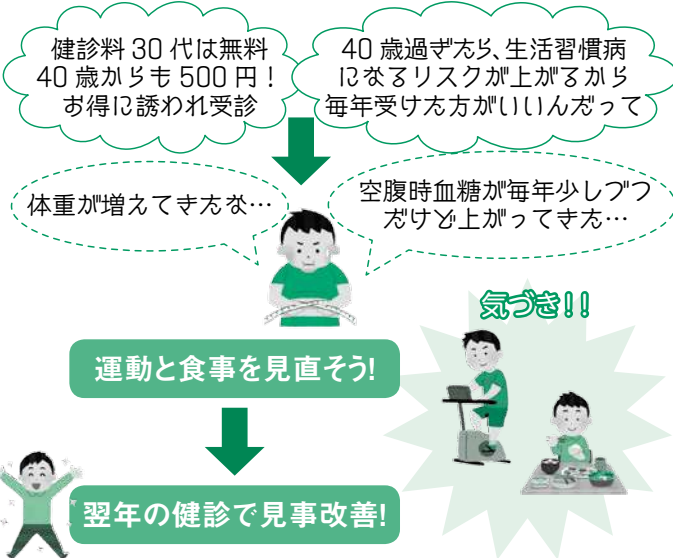 健診料30代は無料
40歳からも500円！
お得に誘われ受診
40歳過ぎたら、生活習慣病
になるリスクが上がるから
毎年受けた方がいいんだって
体重が増えてきたな…
空腹時血糖が毎年少しづつ
だけど上がってきた…
気づき!!
運動と食事を見直そう!
翌年の健診で見事改善!